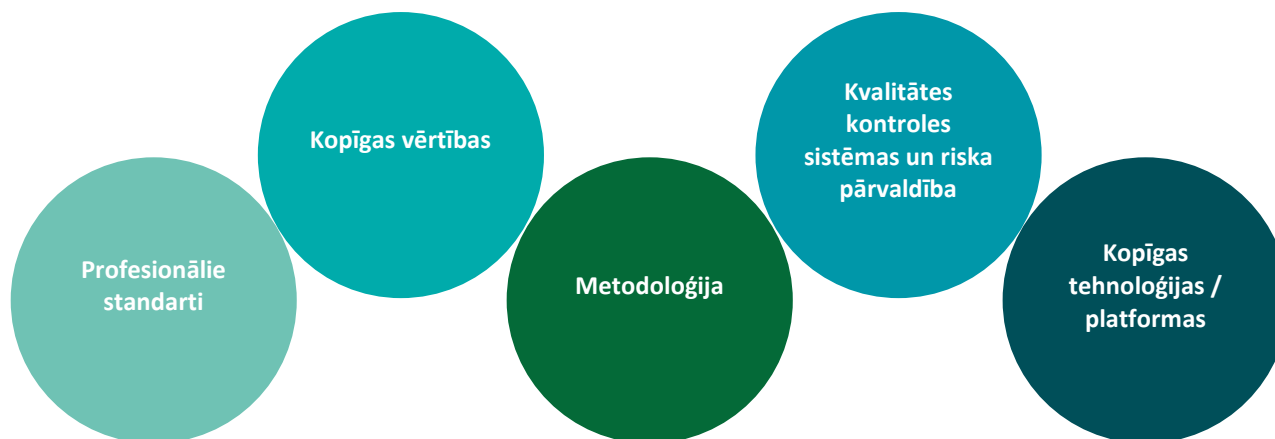 Profesionālie
standarti
Kopīgas vērtības
Metodoloģija
Kvalitātes
kontroles
sistēmas un riska
pārvaldība
Kopīgas
tehnoloģijas /
platformas